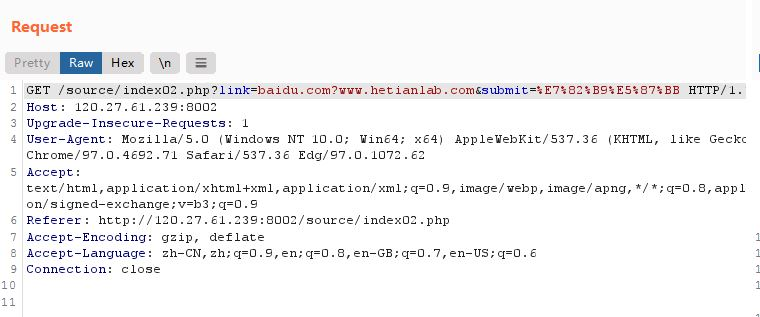 Request
Pretty Raw Hex \n
1 GET /source/index02.php?link=baidu.com?www.hetianlab.com&submit=%E7%82%B9%E5%87%BB HTTP/1.
2 Host: 120.27.61.239:8002
3 Upgrade-Insecure-Requests: 1
4 User-Agent: Mozilla/5.0 (Windows NT 10.0; Win64; x64) AppleWebKit/537.36 (KHTML, like Gecko
Chrome/97.0.4692.71 Safari/537.36 Edg/97.0.1072.62
5 Accept:
text/html,application/xhtml+xml,application/xml;q=0.9,image/webp,image/apng,*/*;q=0.8,appl
on/signed-exchange;v=b3;q=0.9
6 Referer: http://120.27.61.239:8002/source/index02.php
7 Accept-Encoding: gzip, deflate
8 Accept-Language: zh-CN,zh;q=0.9,en;q=0.8,en-GB;q=0.7,en-US;q=0.6
9 Connection: close
10
11